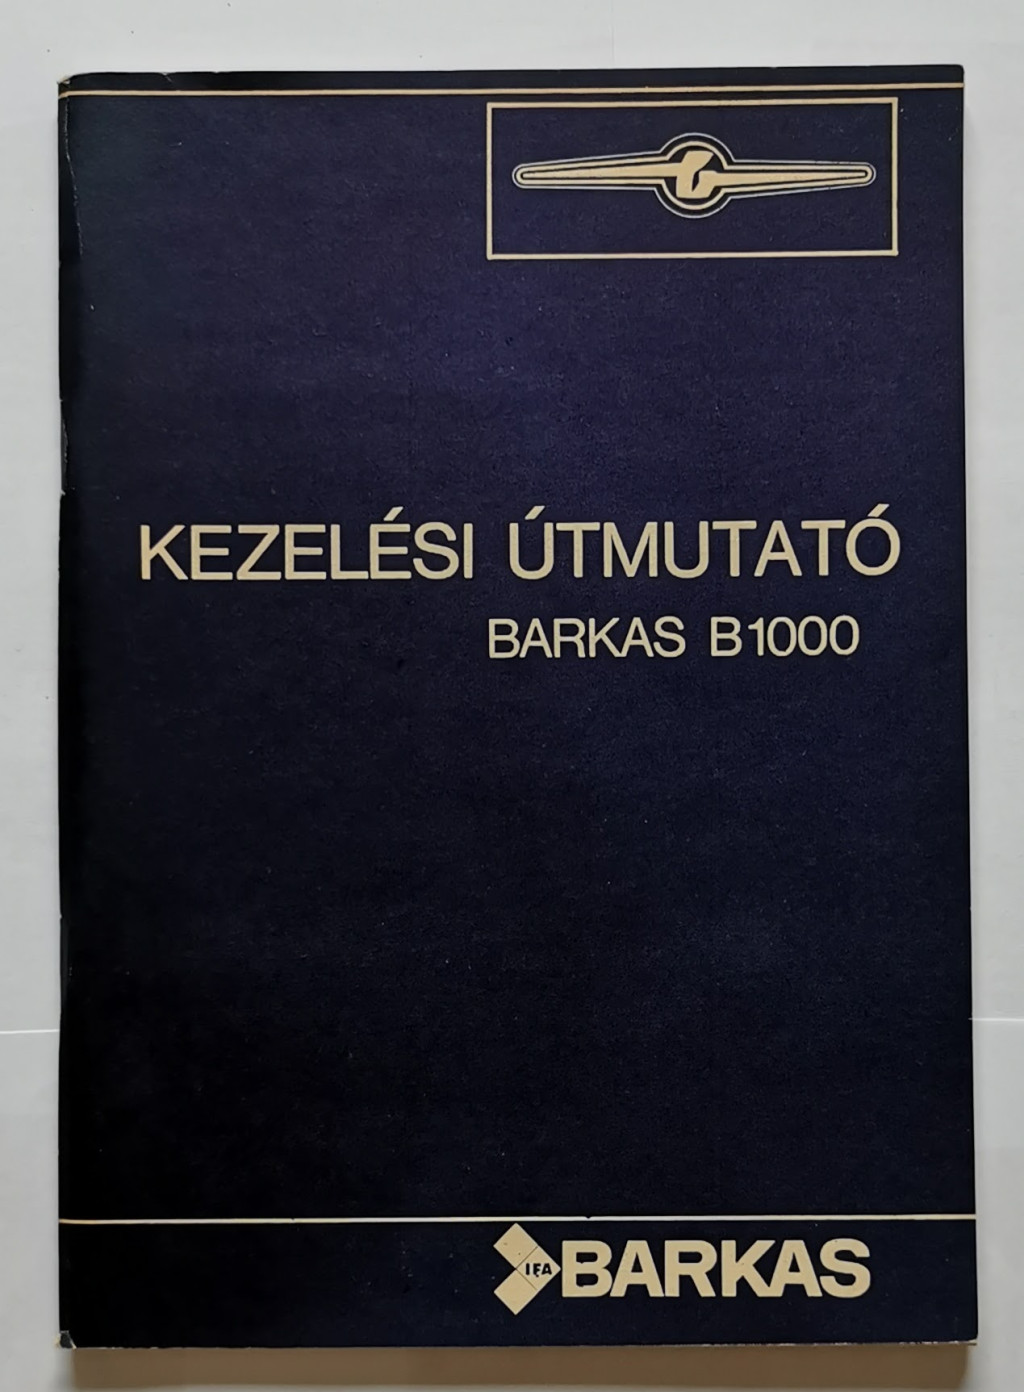 KEZELÉSI ÚTMUTATÓ
BARKAS B1000
IFA BARKAS